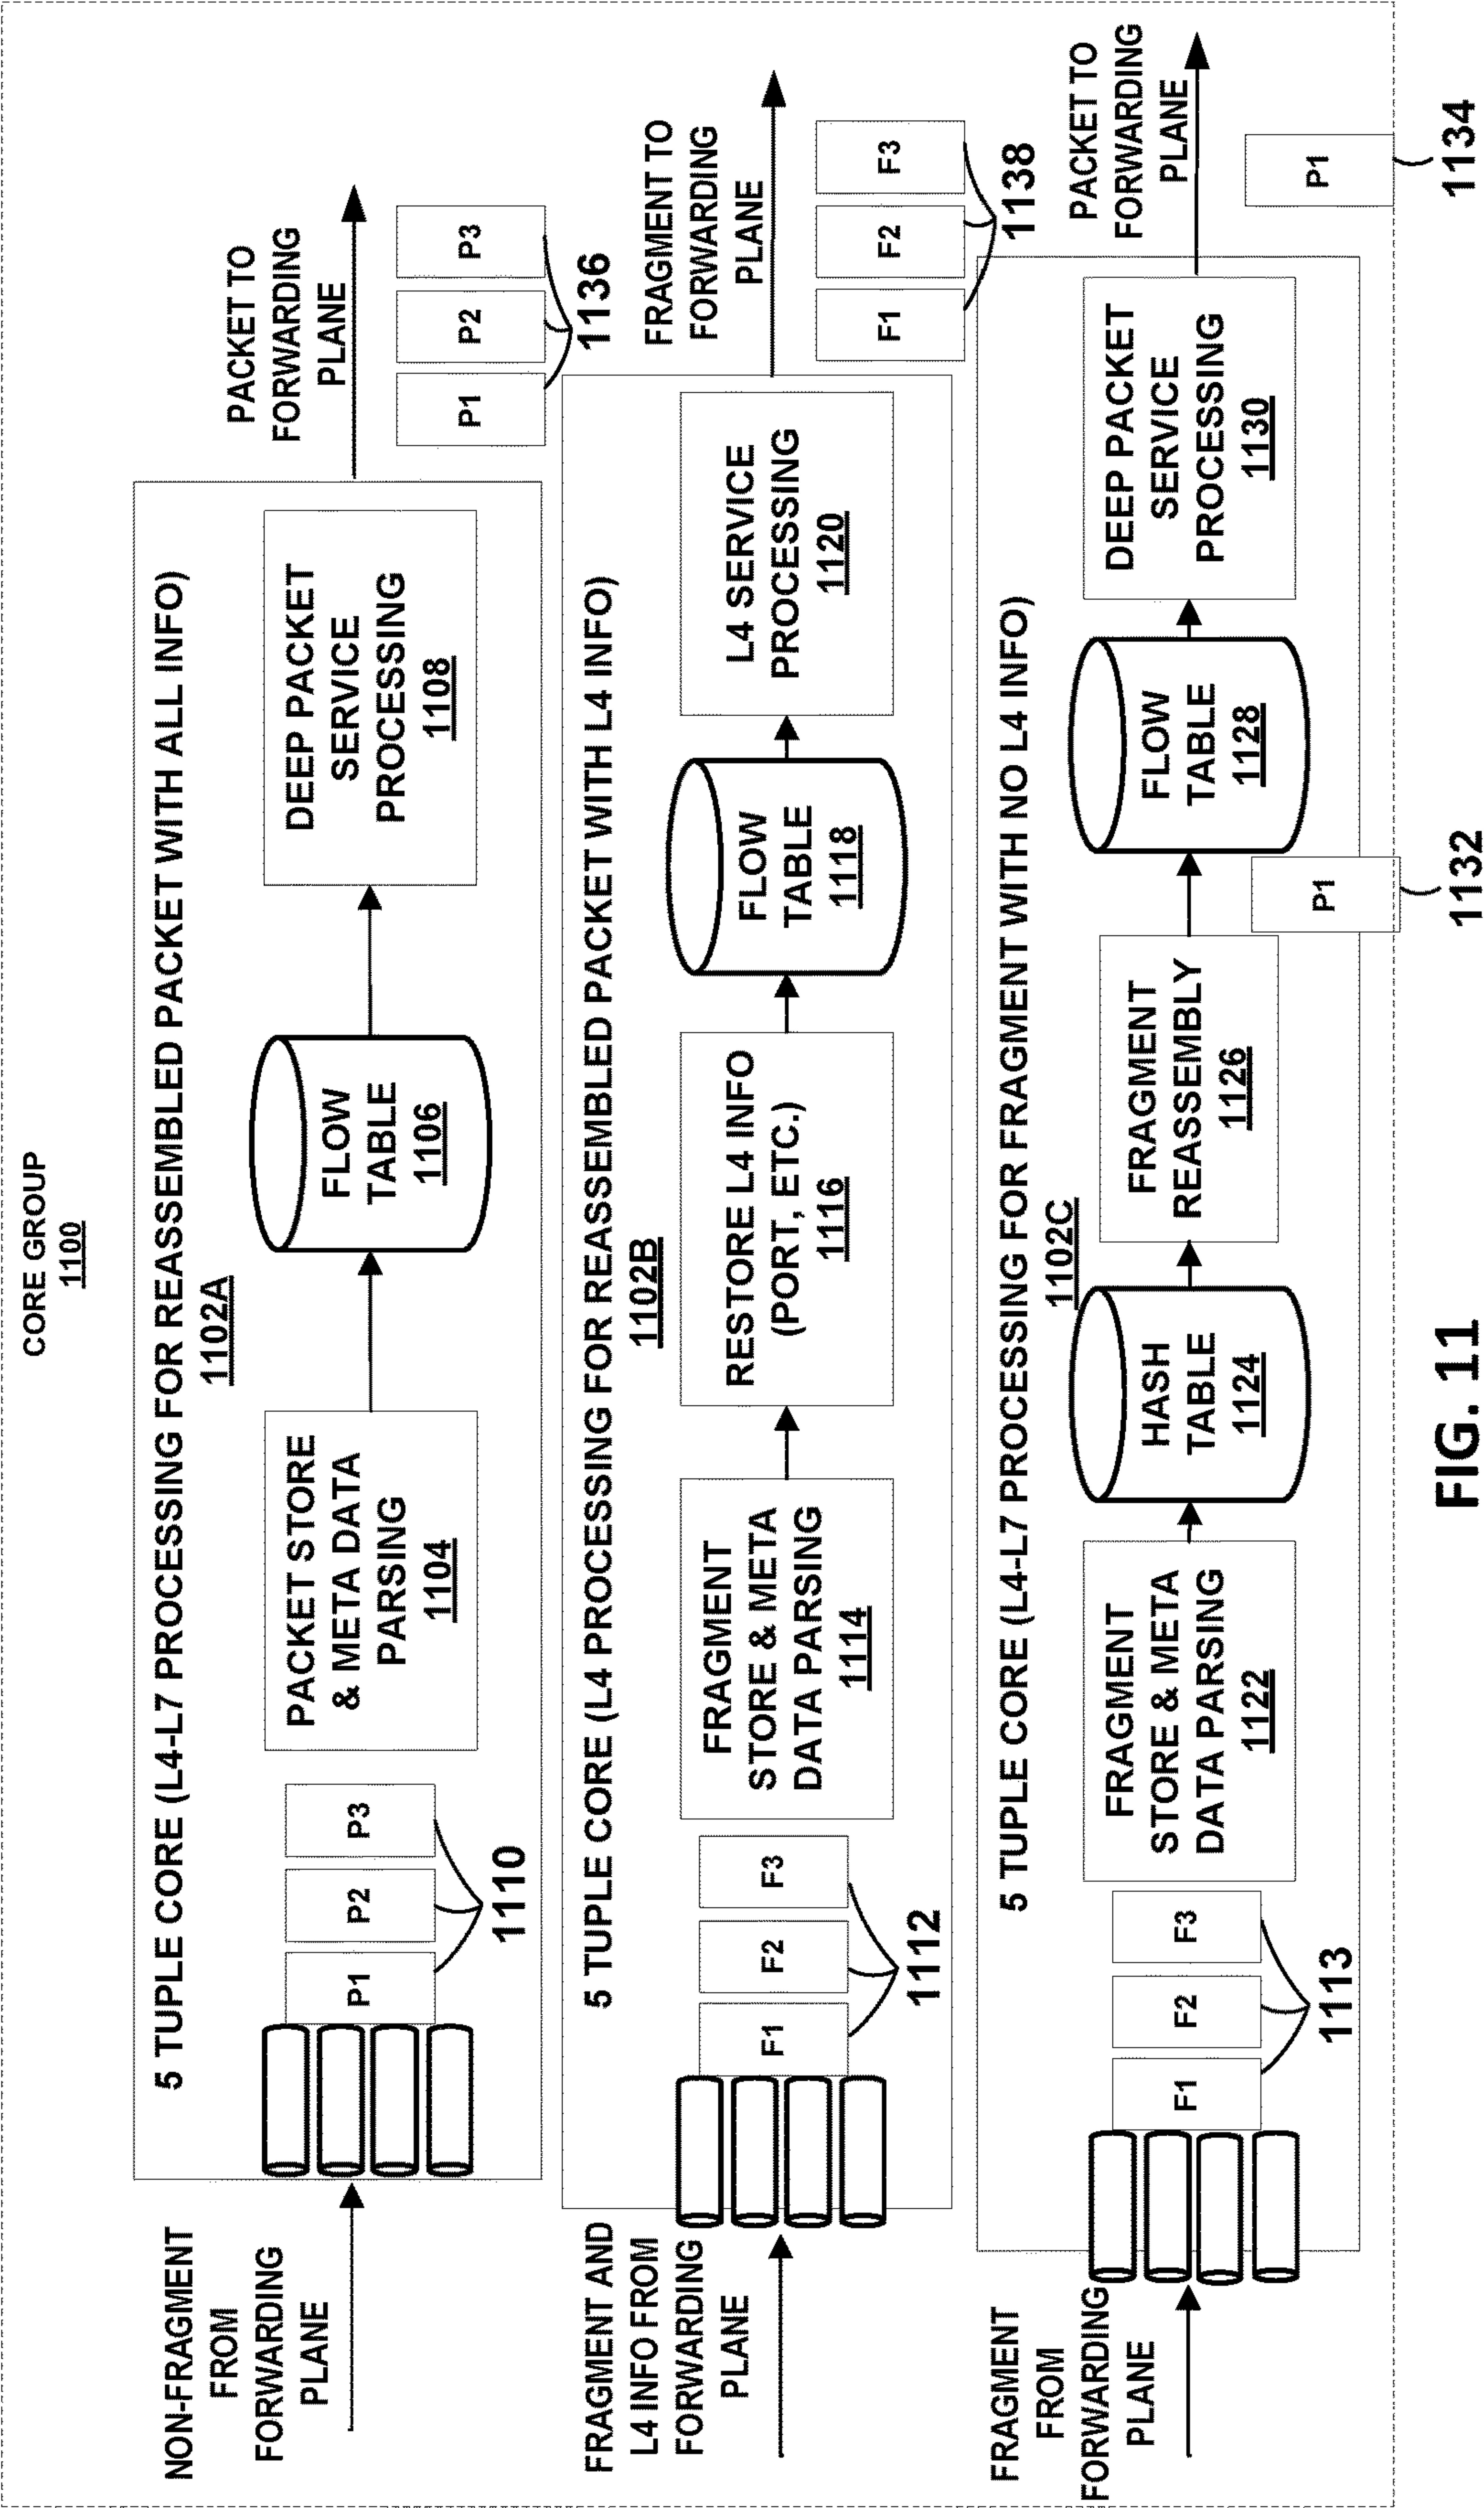 CORE GROUP
1100
5 TUPLE CORE (L4-L7 PROCESSING FOR REASSEMBLED PACKET WITH ALL INFO)
1102A
NON-FRAGMENT
FROM
FORWARDING
PLANE
P1
P2
P3
1110
PACKET STORE
& META DATA
PARSING
1104
FLOW
TABLE
1106
DEEP PACKET
SERVICE
PROCESSING
1108
PACKET TO
FORWARDING
PLANE
P1
P2
P3
1136
5 TUPLE CORE (L4 PROCESSING FOR REASSEMBLED PACKET WITH L4 INFO)
1102B
FRAGMENT AND
L4 INFO FROM
FORWARDING
PLANE
F1
F2
F3
1112
FRAGMENT
STORE & META
DATA PARSING
1114
RESTORE L4 INFO
(PORT, ETC.)
1116
FLOW
TABLE
1118
L4 SERVICE
PROCESSING
1120
FRAGMENT TO
FORWARDING
PLANE
F1
F2
F3
1138
5 TUPLE CORE (L4-L7 PROCESSING FOR FRAGMENT WITH NO L4 INFO)
1102C
FRAGMENT
FROM
FORWARDING
PLANE
F1
F2
F3
1113
FRAGMENT
STORE & META
DATA PARSING
1122
HASH
TABLE
1124
FRAGMENT
REASSEMBLY
1126
P1
1132
FLOW
TABLE
1128
DEEP PACKET
SERVICE
PROCESSING
1130
PACKET TO
FORWARDING
PLANE
P1
1134
FIG. 11